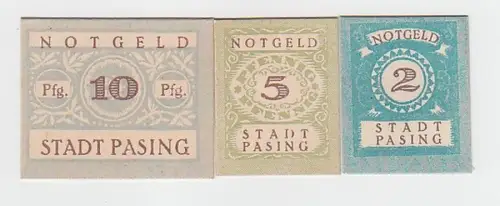 NOTGELD
Pfg. 10 Pfg.
STADT PASING
NOTGELD
5
STADT
PASING
NOTGELD
2
STADT
PASING